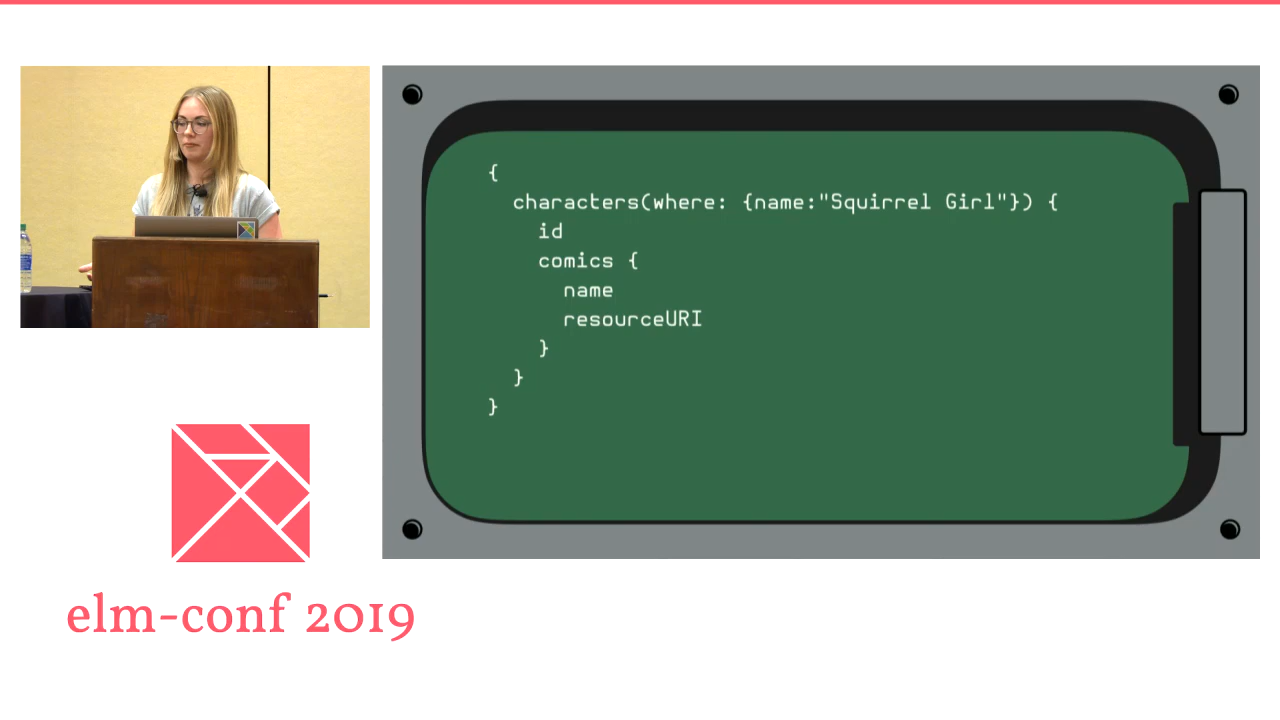 {
characters(where: {name:"Squirrel Girl"}) {
id
comics {
name
resourceURI
}
}
}
elm-conf 2019